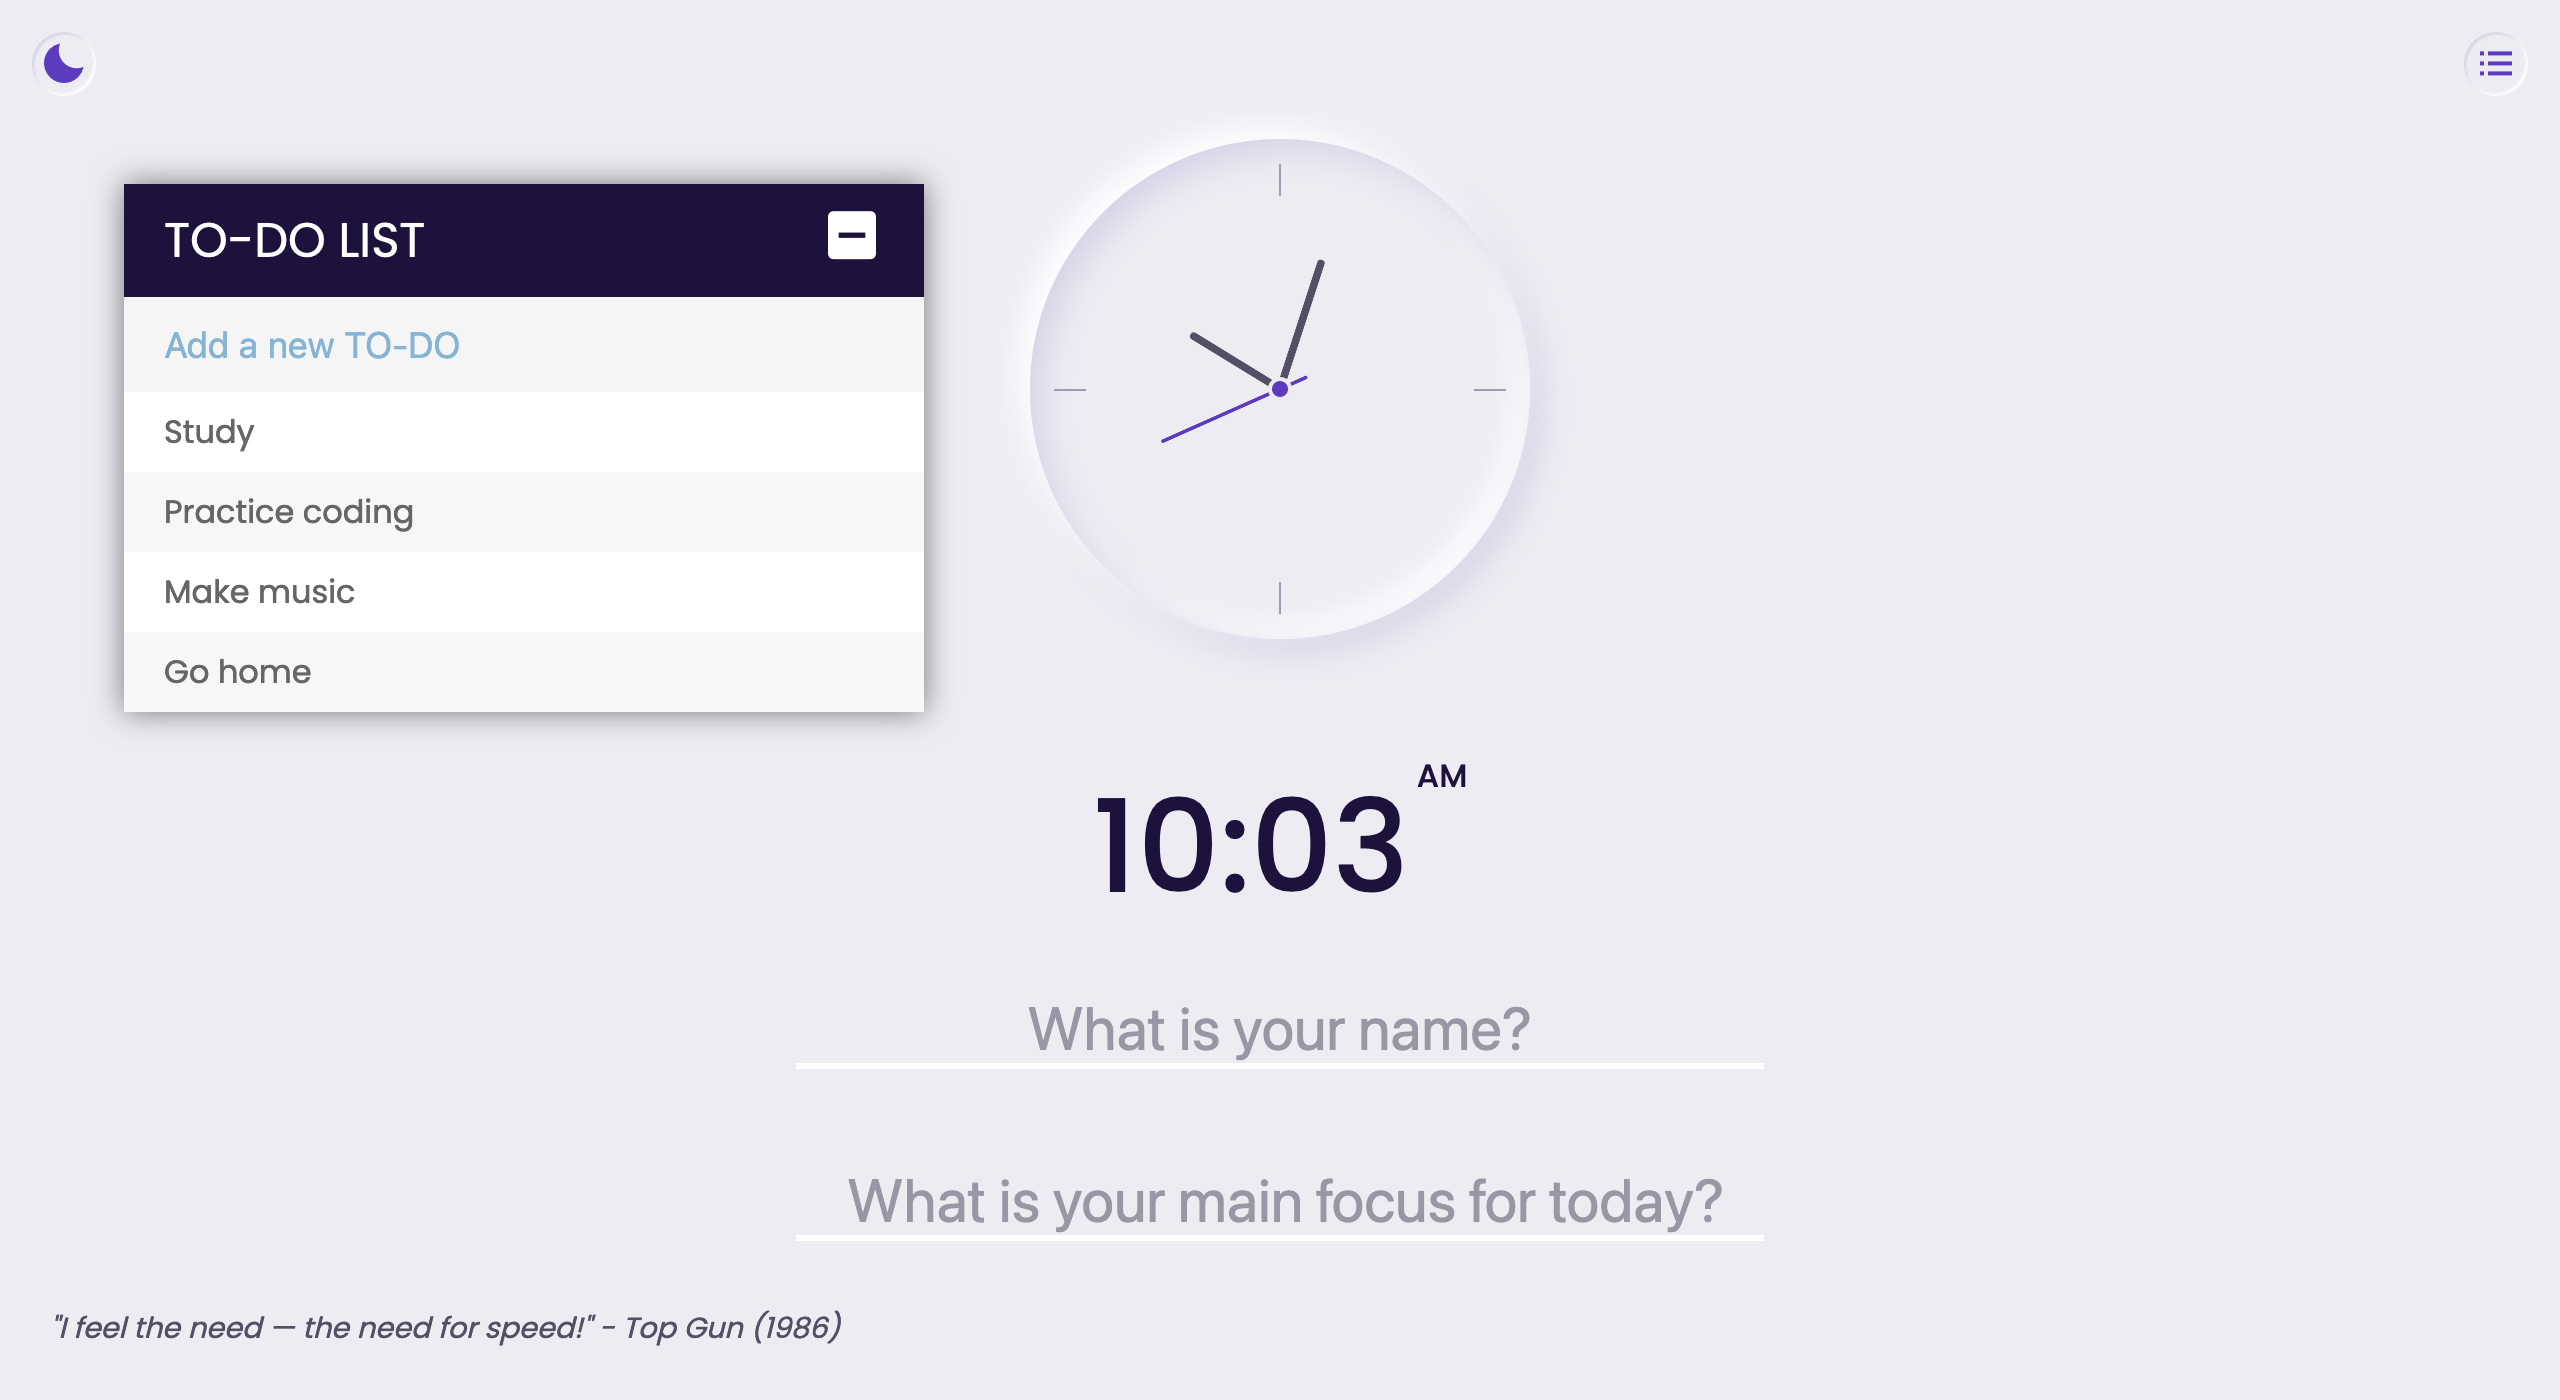 TO-DO LIST
Add a new TO-DO
Study
Practice coding
Make music
Go home
10:03 AM
What is your name?
What is your main focus for today?
"I feel the need — the need for speed!" - Top Gun (1986)